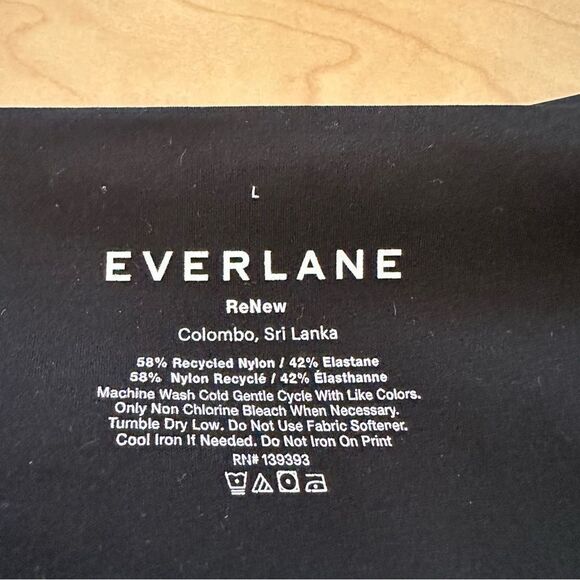 L
EVERLANE
ReNew
Colombo, Sri Lanka
58% Recycled Nylon / 42% Elastane
58% Nylon Recyclé / 42% Élasthanne
Machine Wash Cold Gentle Cycle With Like Colors.
Only Non Chlorine Bleach When Necessary.
Tumble Dry Low. Do Not Use Fabric Softener.
Cool Iron If Needed. Do Not Iron On Print
RN# 139393